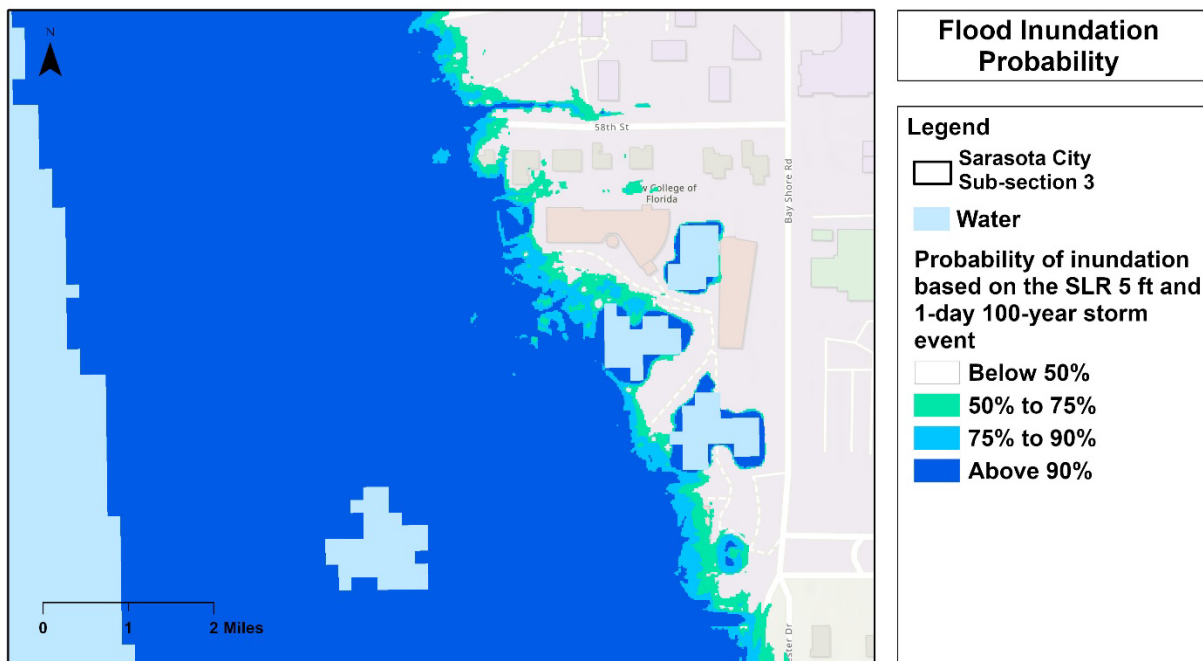 Flood Inundation
Probability
N
58th St
w College of
Florida
Bay Shore Rd
ester Dr
0 1 2 Miles
Legend
Sarasota City
Sub-section 3
Water
Probability of inundation
based on the SLR 5 ft and
1-day 100-year storm
event
Below 50%
50% to 75%
75% to 90%
Above 90%